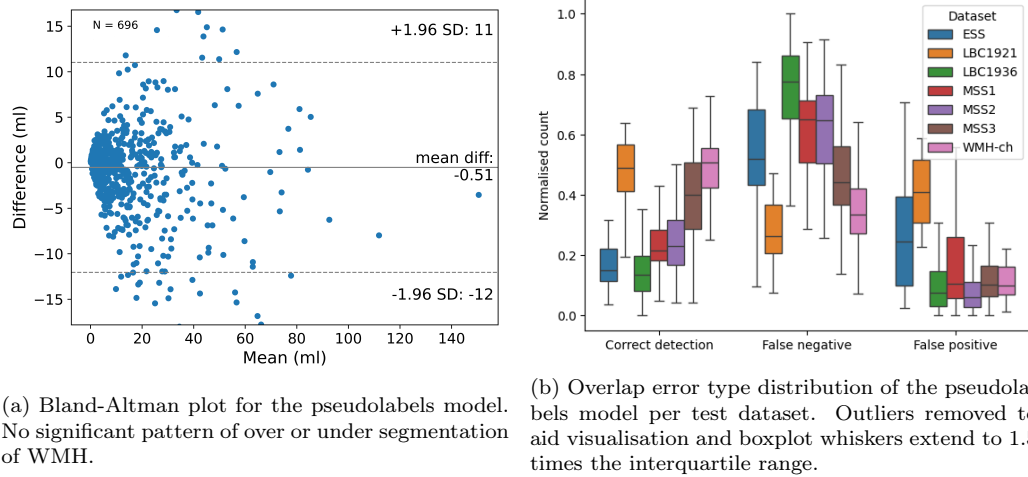 N = 696
+1.96 SD: 11
mean diff:
-0.51
-1.96 SD: -12
15
10
5
0
−5
−10
−15
Difference (ml)
0 20 40 60 80 100 120 140
Mean (ml)
(a) Bland-Altman plot for the pseudolabels model.
No significant pattern of over or under segmentation
of WMH.
1.0
0.8
0.6
0.4
0.2
0.0
Normalised count
Dataset
ESS
LBC1921
LBC1936
MSS1
MSS2
MSS3
WMH-ch
Correct detection False negative False positive
(b) Overlap error type distribution of the pseudola
bels model per test dataset. Outliers removed
aid visualisation and boxplot whiskers extend to
times the interquartile range.